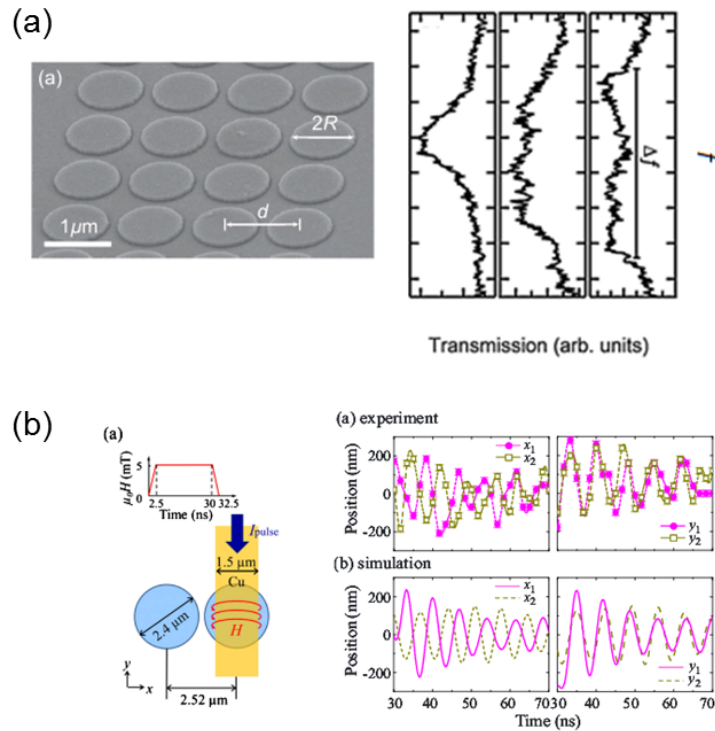 (a)
(a)
2R
d
1μm
Δf
f
Transmission (arb. units)
(b)
(a)
μ₀H (mT)
5
0
2.5
30
32.5
Time (ns)
I_pulse
1.5 μm
Cu
2.4 μm
H
y
x
2.52 μm
(a) experiment
Position (nm)
200
0
-200
x₁
x₂
y₁
y₂
(b) simulation
Position (nm)
200
0
-200
x₁
x₂
y₁
y₂
30 40 50 60 70
30 40 50 60 70
Time (ns)